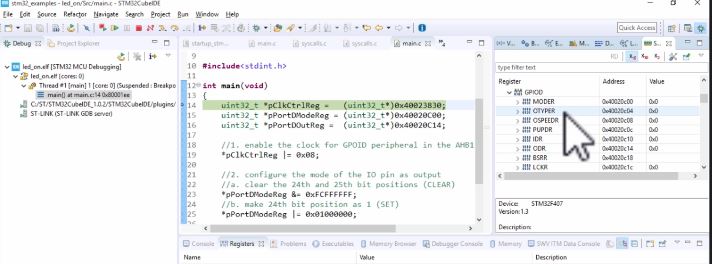 stm32_examples - led_on/Src/main.c - STM32CubeIDE
File Edit Source Refactor Navigate Search Project Run Window Help
Quick Access
Debug Project Explorer
led_on.elf [STM32 MCU Debugging]
led_on.elf [cores: 0]
Thread #1 [main] 1 [core: 0] (Suspended : Breakpo
main() at main.c:14 0x80001ee
C:/ST/STM32CubeIDE_1.0.2/STM32CubeIDE/plugins/
ST-LINK (ST-LINK GDB server)
startup_stm... main.c syscalls.c syscalls.c main.c
9
10 #include<stdint.h>
11
12 int main(void)
13 {
14 uint32_t *pClkCtrlReg = (uint32_t*)0x40023830;
15 uint32_t *pPortDModeReg = (uint32_t*)0x40020C00;
16 uint32_t *pPortDOutReg = (uint32_t*)0x40020C14;
17
18 //1. enable the clock for GPOID peripheral in the AHB1
19 *pClkCtrlReg |= 0x08;
20
21 //2. configure the mode of the IO pin as output
22 //a. clear the 24th and 25th bit positions (CLEAR)
23 *pPortDModeReg &= 0xFCFFFFFF;
24 //b. make 24th bit position as 1 (SET)
25 *pPortDModeReg |= 0x01000000;
type filter text
Register Address Value
GPIOD
MODER 0x40020c00 0x0
OTYPER 0x40020c04 0x0
OSPEEDR 0x40020c08 0x0
PUPDR 0x40020c0c 0x0
IDR 0x40020c10 0x0
ODR 0x40020c14 0x0
BSRR 0x40020c18
LCKR 0x40020c1c 0x0
Device: STM32F407
Version: 1.3
Description:
Console Registers Problems Executables Memory Browser Debugger Console Memory SWV ITM Data Console
Name Value Description